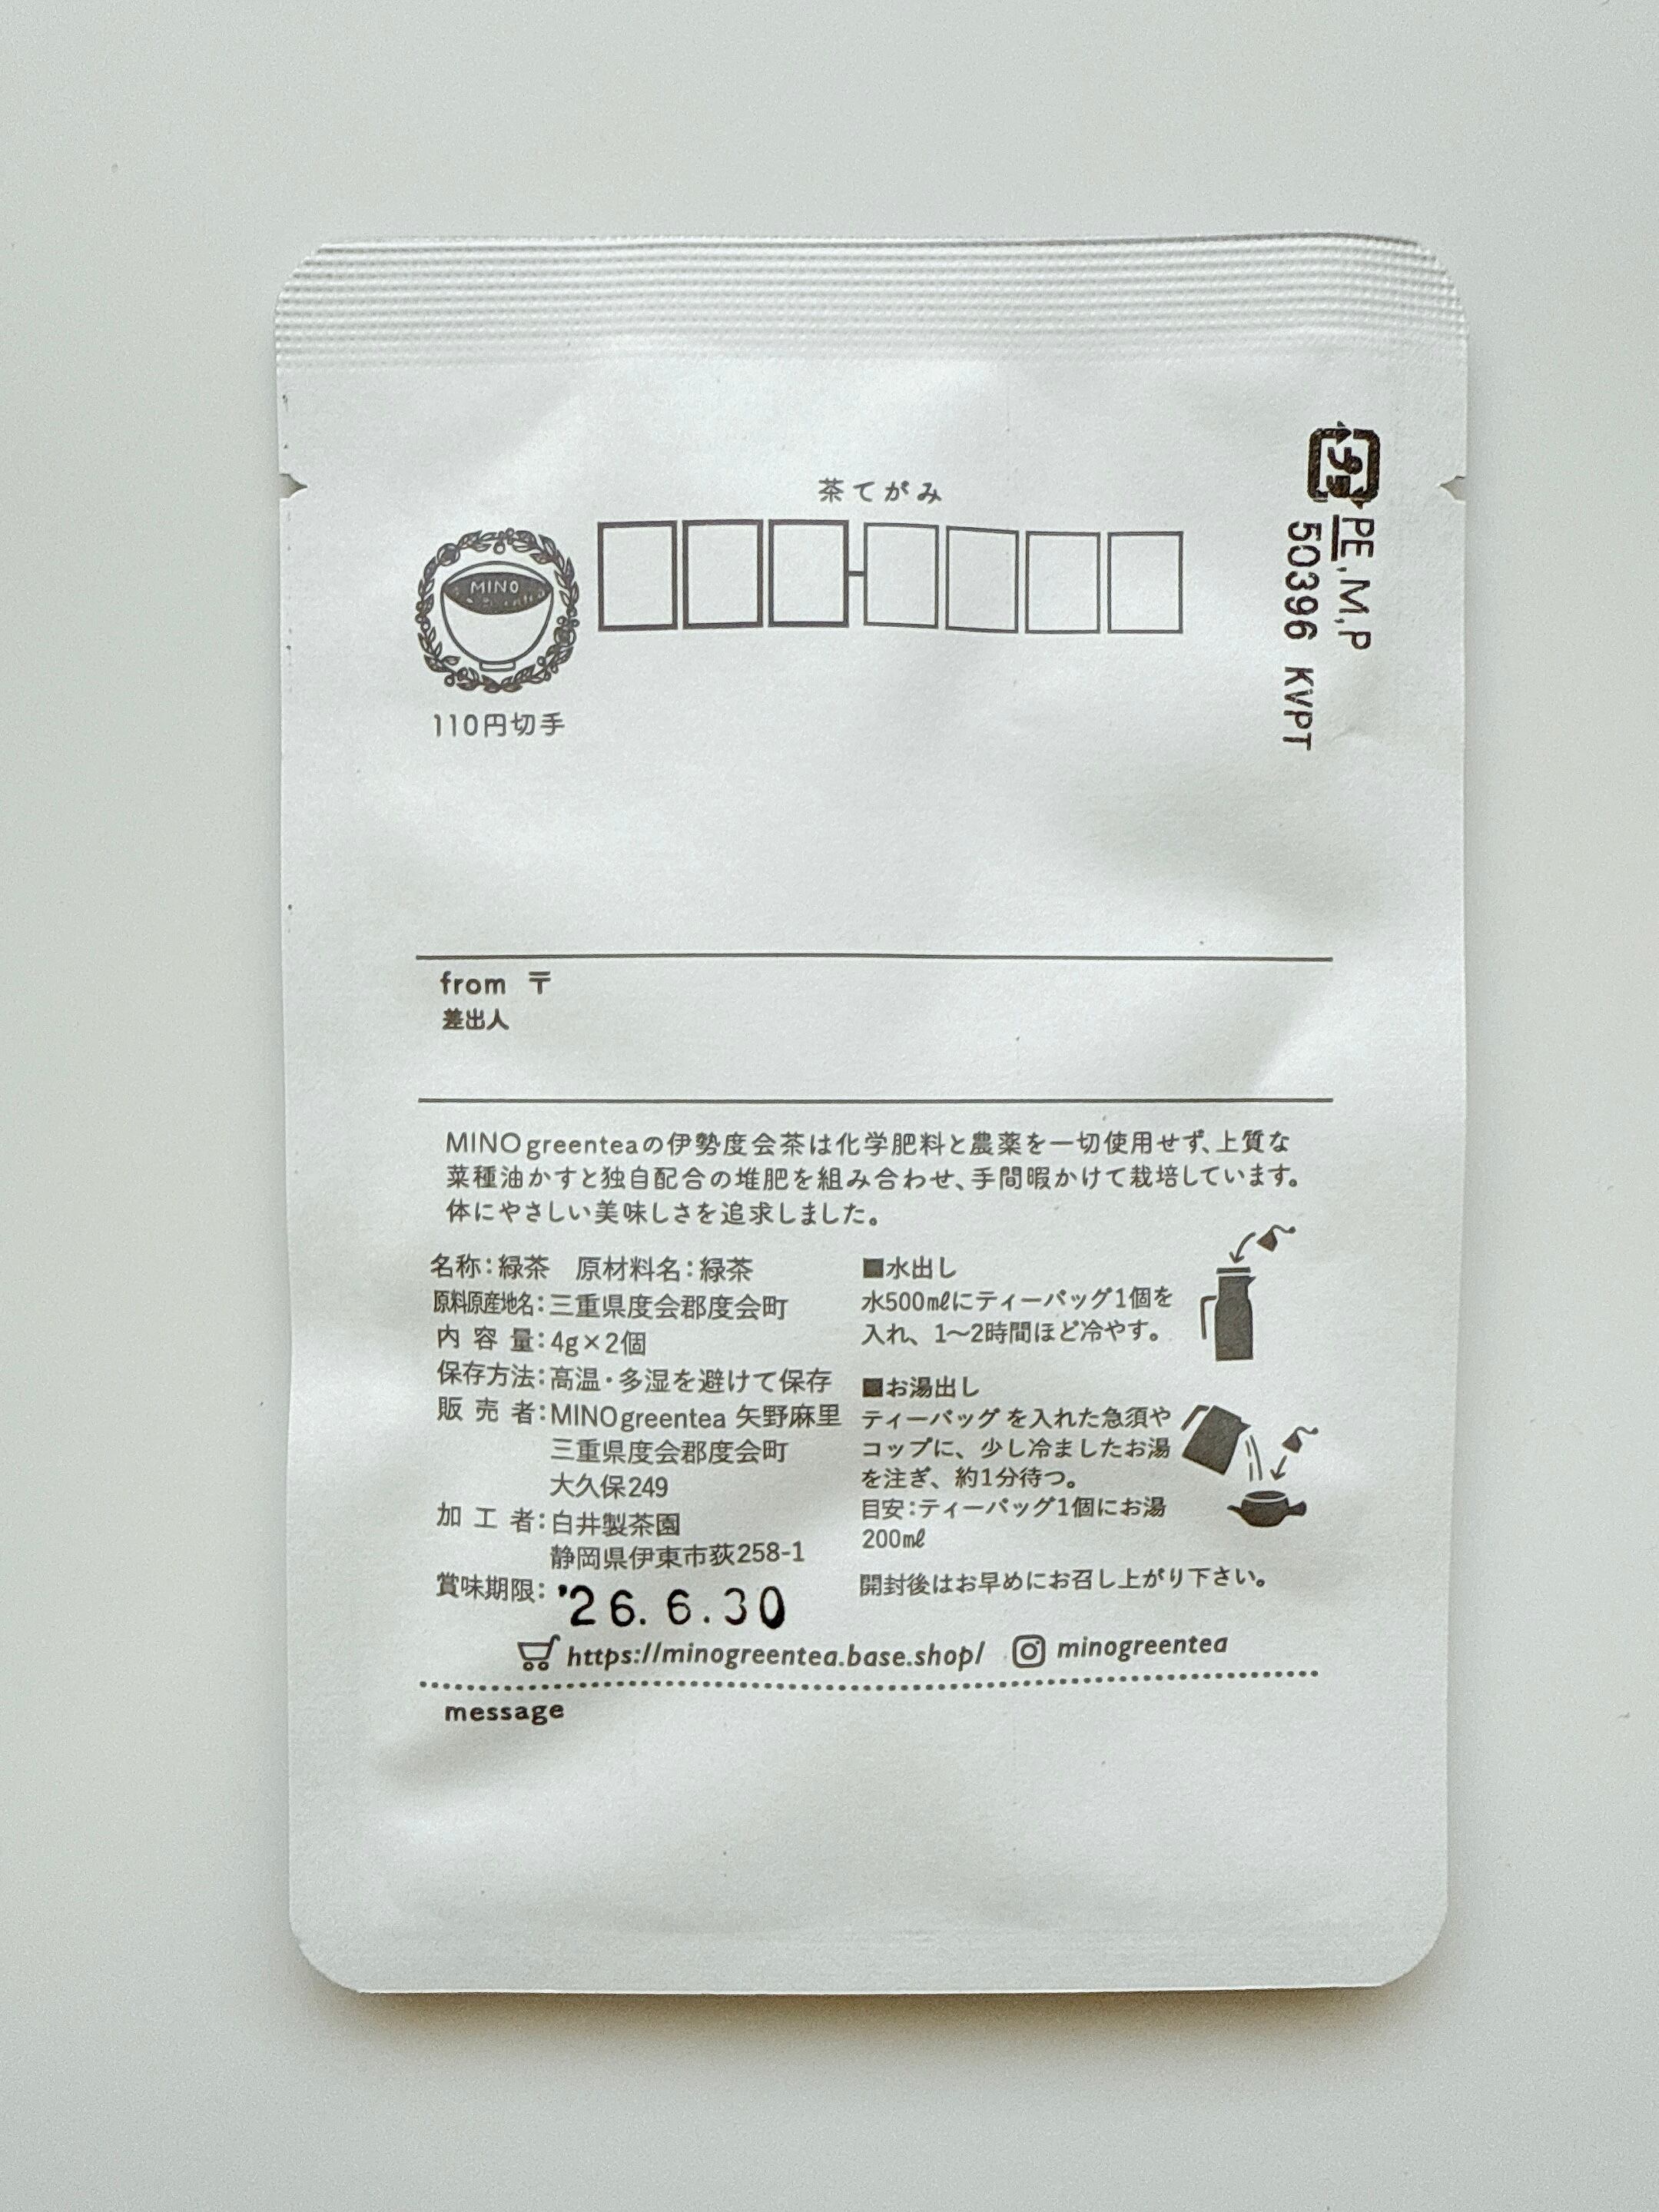 茶てがみ
MINO
110円切手
プラ
PE,M,P
50396 KVPT
from 〒
差出人
MINOgreenteaの伊勢度会茶は化学肥料と農薬を一切使用せず、上質な
菜種油かすと独自配合の堆肥を組み合わせ、手間暇かけて栽培しています。
体にやさしい美味しさを追求しました。
名称：緑茶　原材料名：緑茶
原料原産地名：三重県度会郡度会町
内容量：4g×2個
保存方法：高温・多湿を避けて保存
販売者：MINOgreentea 矢野麻里
三重県度会郡度会町
大久保249
加工者：白井製茶園
静岡県伊東市荻258-1
賞味期限：'26.6.30
■水出し
水500㎖にティーバッグ1個を
入れ、1〜2時間ほど冷やす。
■お湯出し
ティーバッグを入れた急須や
コップに、少し冷ましたお湯
を注ぎ、約1分待つ。
目安：ティーバッグ1個にお湯
200㎖
開封後はお早めにお召し上がり下さい。
https://minogreentea.base.shop/ minogreentea
message